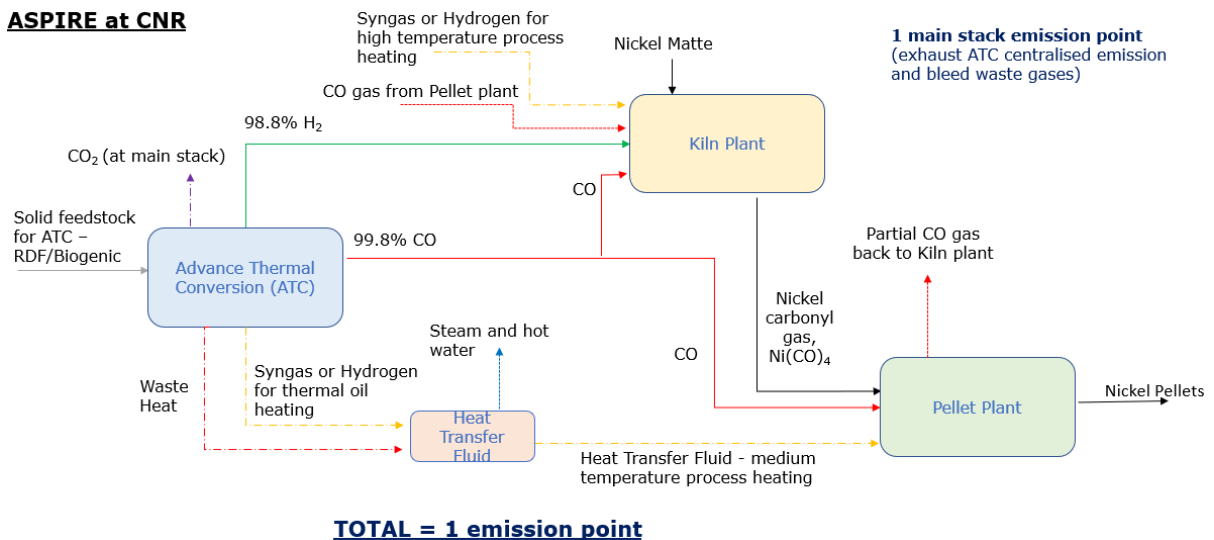 ASPIRE at CNR
Syngas or Hydrogen for
high temperature process
heating
Nickel Matte
1 main stack emission point
(exhaust ATC centralised emission
and bleed waste gases)
CO gas from Pellet plant
98.8% H₂
Kiln Plant
CO₂ (at main stack)
CO
Solid feedstock
for ATC –
RDF/Biogenic
99.8% CO
Partial CO gas
back to Kiln plant
Advance Thermal
Conversion (ATC)
Nickel
carbonyl
gas,
Ni(CO)₄
Steam and hot
water
CO
Waste
Heat
Syngas or Hydrogen
for thermal oil
heating
Nickel Pellets
Pellet Plant
Heat
Transfer
Fluid
Heat Transfer Fluid - medium
temperature process heating
TOTAL = 1 emission point